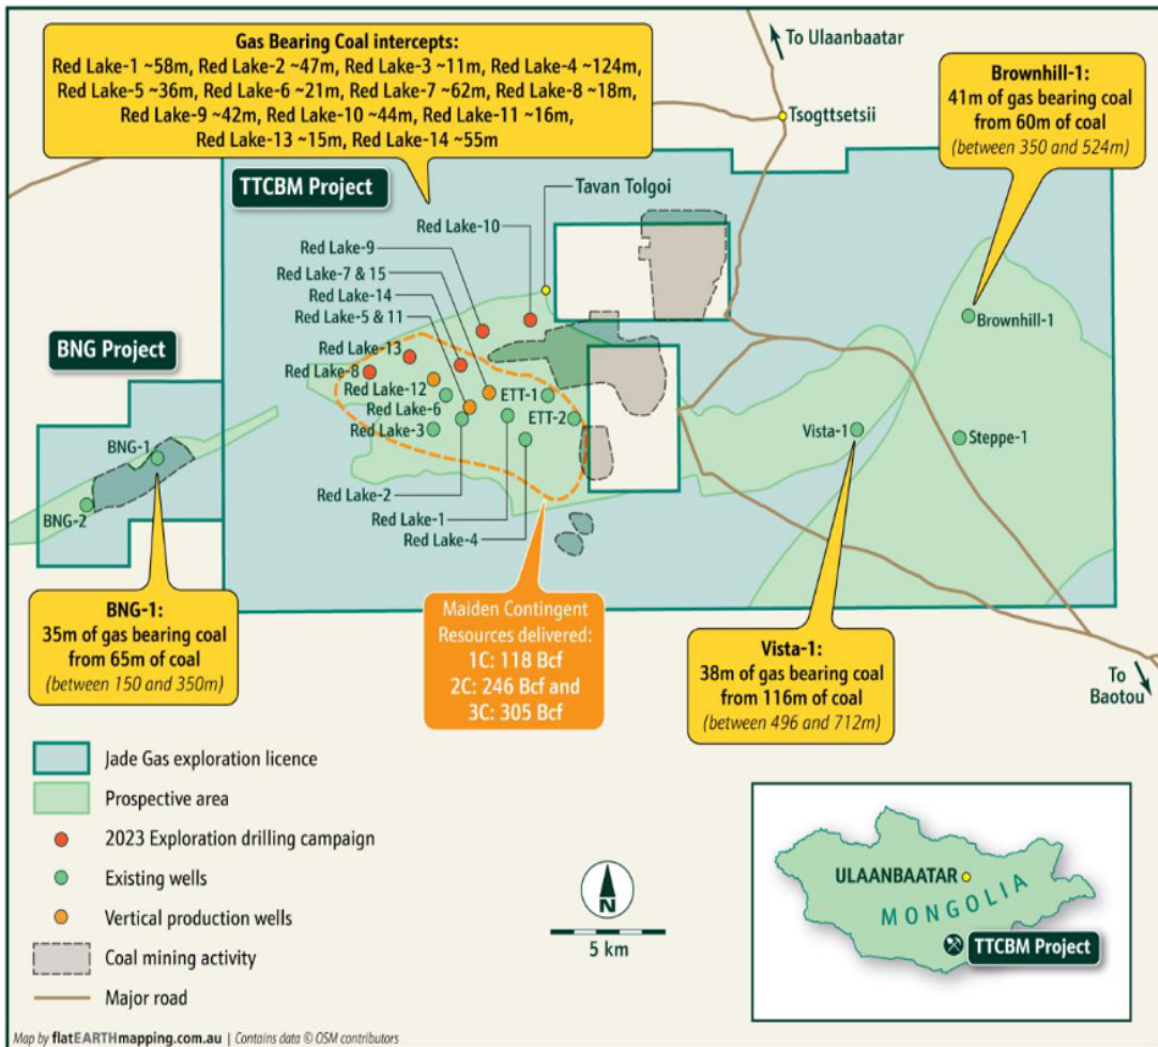 Gas Bearing Coal intercepts:
Red Lake-1 ~58m, Red Lake-2 ~47m, Red Lake-3 ~11m, Red Lake-4 ~124m,
Red Lake-5 ~36m, Red Lake-6 ~21m, Red Lake-7 ~62m, Red Lake-8 ~18m,
Red Lake-9 ~42m, Red Lake-10 ~44m, Red Lake-11 ~16m,
Red Lake-13 ~15m, Red Lake-14 ~55m
To Ulaanbaatar
Tsogttsetsii
Brownhill-1:
41m of gas bearing coal
from 60m of coal
(between 350 and 524m)
TTCBM Project
Tavan Tolgoi
Red Lake-10
Red Lake-9
Red Lake-7 & 15
Red Lake-14
Red Lake-5 & 11
Red Lake-13
Red Lake-8
Red Lake-12
Red Lake-6
Red Lake-3
ETT-1
ETT-2
Red Lake-2
Red Lake-1
Red Lake-4
Brownhill-1
Vista-1
Steppe-1
BNG Project
BNG-1
BNG-2
BNG-1:
35m of gas bearing coal
from 65m of coal
(between 150 and 350m)
Maiden Contingent
Resources delivered:
1C: 118 Bcf
2C: 246 Bcf and
3C: 305 Bcf
Vista-1:
38m of gas bearing coal
from 116m of coal
(between 496 and 712m)
To
Baotou
Jade Gas exploration licence
Prospective area
2023 Exploration drilling campaign
Existing wells
Vertical production wells
Coal mining activity
Major road
N
5 km
ULAANBAATAR
MONGOLIA
TTCBM Project
Map by flatEARTHmapping.com.au | Contains data © OSM contributors